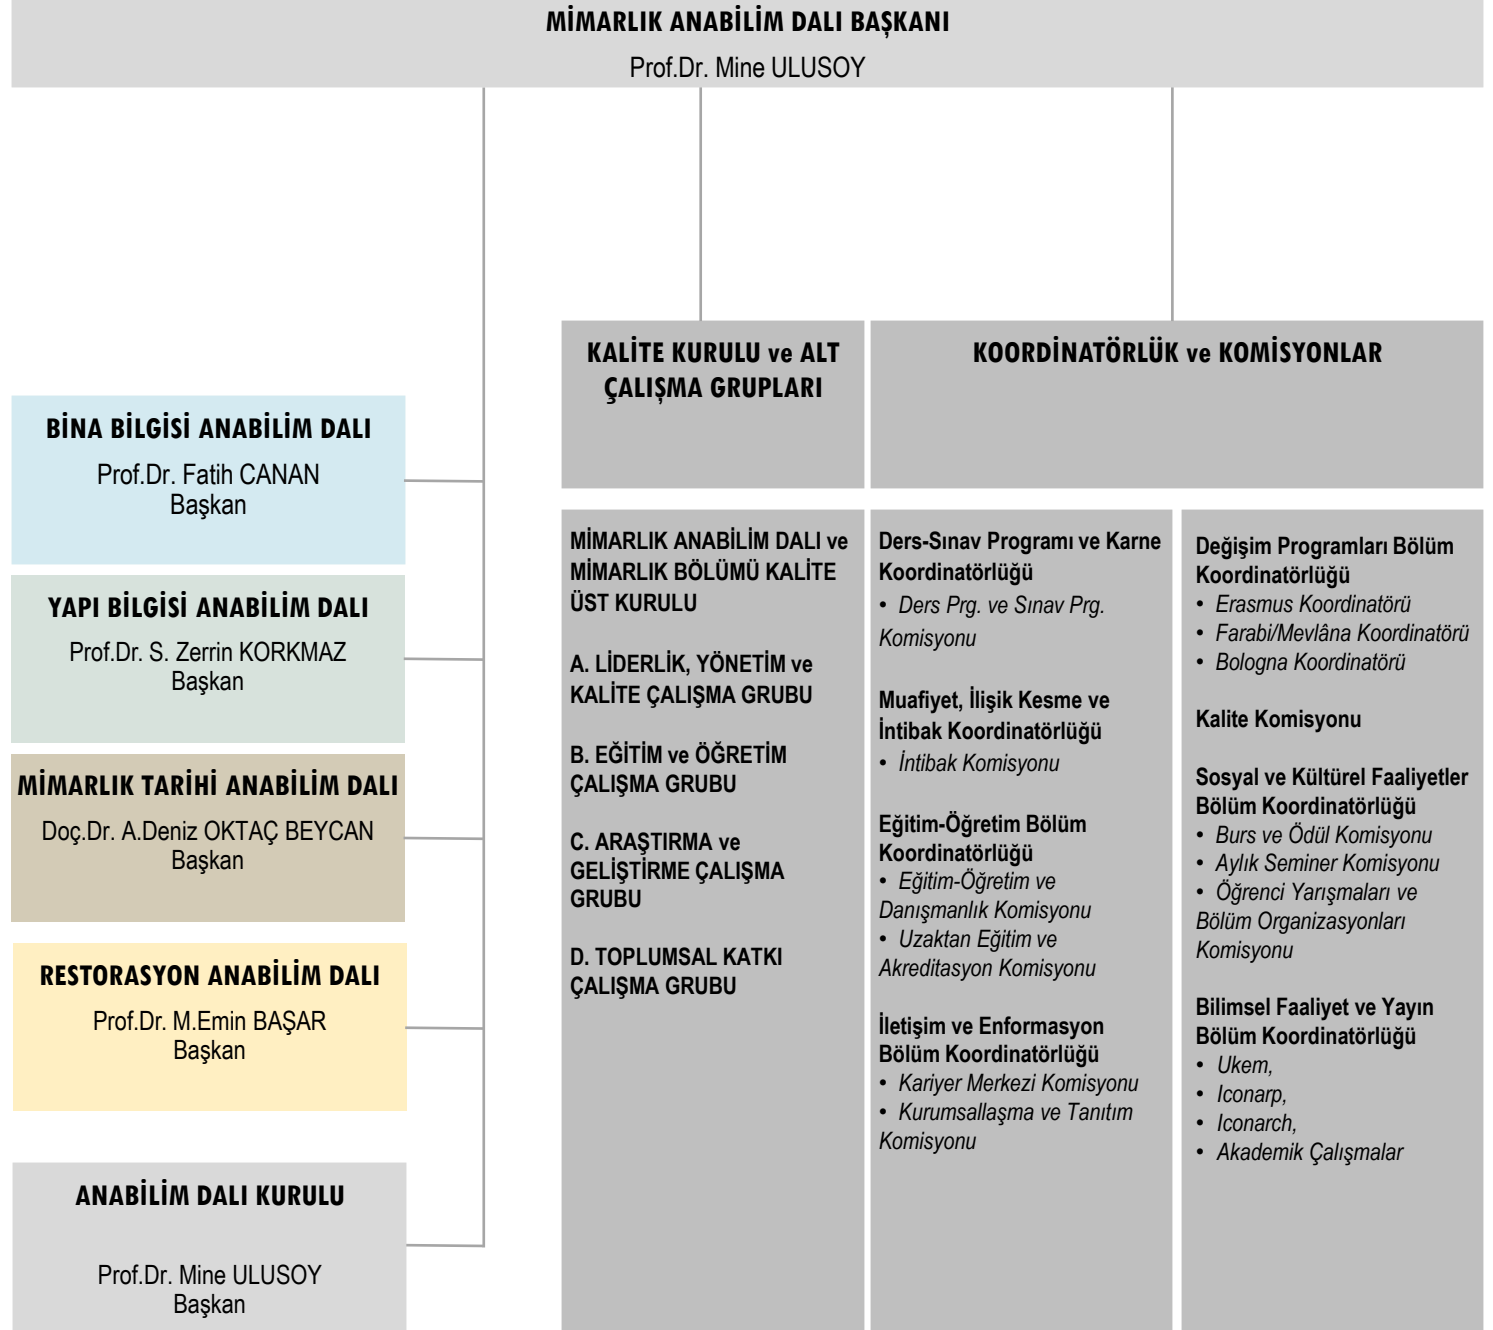 MİMARLIK ANABİLİM DALI BAŞKANI
Prof.Dr. Mine ULUSOY
BİNA BİLGİSİ ANABİLİM DALI
Prof.Dr. Fatih CANAN
Başkan
YAPI BİLGİSİ ANABİLİM DALI
Prof.Dr. S. Zerrin KORKMAZ
Başkan
MİMARLIK TARİHİ ANABİLİM DALI
Doç.Dr. A.Deniz OKTAÇ BEYCAN
Başkan
RESTORASYON ANABİLİM DALI
Prof.Dr. M.Emin BAŞAR
Başkan
ANABİLİM DALI KURULU
Prof.Dr. Mine ULUSOY
Başkan
KALİTE KURULU ve ALT
ÇALIŞMA GRUPLARI
MİMARLIK ANABİLİM DALI ve
MİMARLIK BÖLÜMÜ KALİTE
ÜST KURULU
A. LİDERLİK, YÖNETİM ve
KALİTE ÇALIŞMA GRUBU
B. EĞİTİM ve ÖĞRETİM
ÇALIŞMA GRUBU
C. ARAŞTIRMA ve
GELİŞTİRME ÇALIŞMA
GRUBU
D. TOPLUMSAL KATKI
ÇALIŞMA GRUBU
KOORDİNATÖRLÜK ve KOMİSYONLAR
Ders-Sınav Programı ve Karne
Koordinatörlüğü
• Ders Prg. ve Sınav Prg.
Komisyonu
Muafiyet, İlişik Kesme ve
İntibak Koordinatörlüğü
• İntibak Komisyonu
Eğitim-Öğretim Bölüm
Koordinatörlüğü
• Eğitim-Öğretim ve
Danışmanlık Komisyonu
• Uzaktan Eğitim ve
Akreditasyon Komisyonu
İletişim ve Enformasyon
Bölüm Koordinatörlüğü
• Kariyer Merkezi Komisyonu
• Kurumsallaşma ve Tanıtım
Komisyonu
Değişim Programları Bölüm
Koordinatörlüğü
• Erasmus Koordinatörü
• Farabi/Mevlâna Koordinatörü
• Bologna Koordinatörü
Kalite Komisyonu
Sosyal ve Kültürel Faaliyetler
Bölüm Koordinatörlüğü
• Burs ve Ödül Komisyonu
• Aylık Seminer Komisyonu
• Öğrenci Yarışmaları ve
Bölüm Organizasyonları
Komisyonu
Bilimsel Faaliyet ve Yayın
Bölüm Koordinatörlüğü
• Ukem,
• Iconarp,
• Iconarch,
• Akademik Çalışmalar